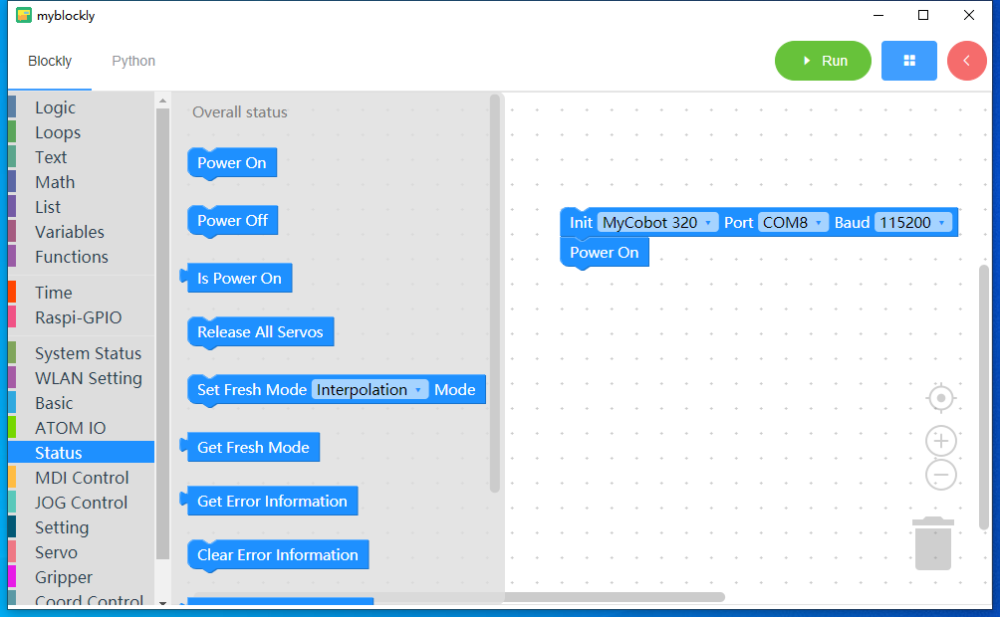 myblockly
Blockly Python Run
Logic
Loops
Text
Math
List
Variables
Functions
Time
Raspi-GPIO
System Status
WLAN Setting
Basic
ATOM IO
Status
MDI Control
JOG Control
Setting
Servo
Gripper
Coord Control
Overall status
Power On
Power Off
Is Power On
Release All Servos
Set Fresh Mode Interpolation Mode
Get Fresh Mode
Get Error Information
Clear Error Information
Init MyCobot 320 Port COM8 Baud 115200
Power On